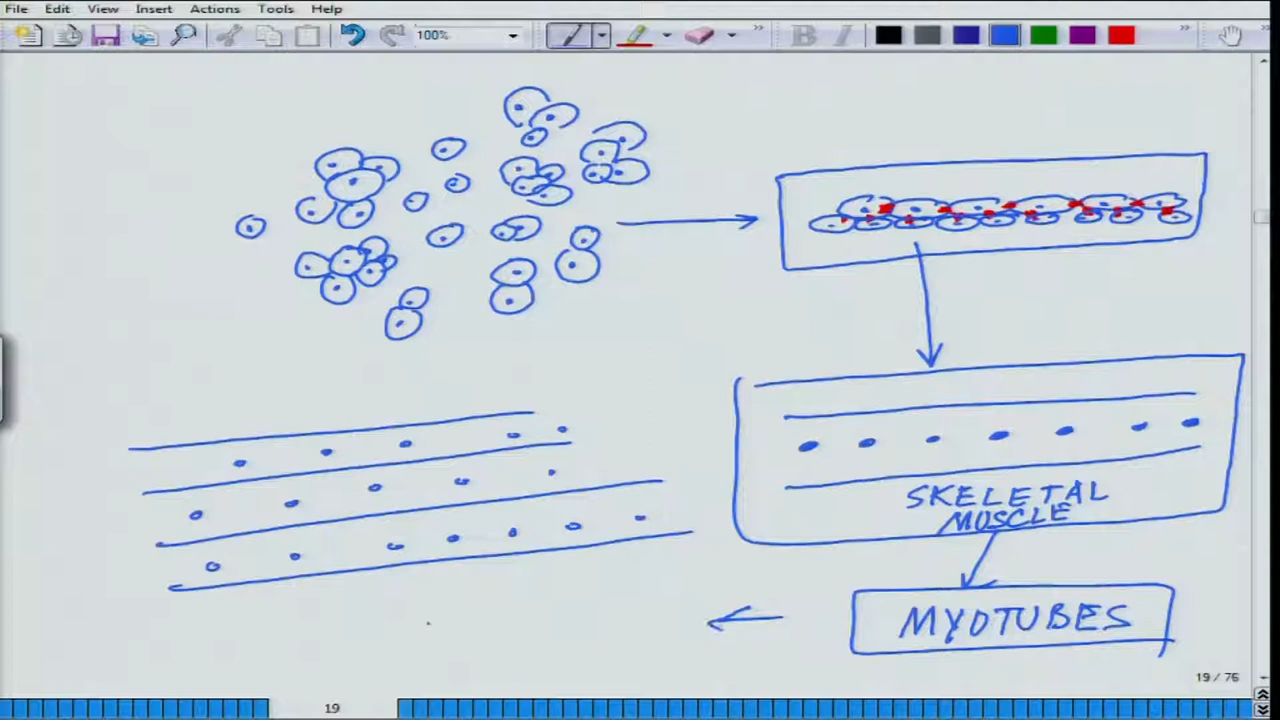 File Edit View Insert Actions Tools Help
100%
SKELETAL
MUSCLE
MYOTUBES
19 / 76
19